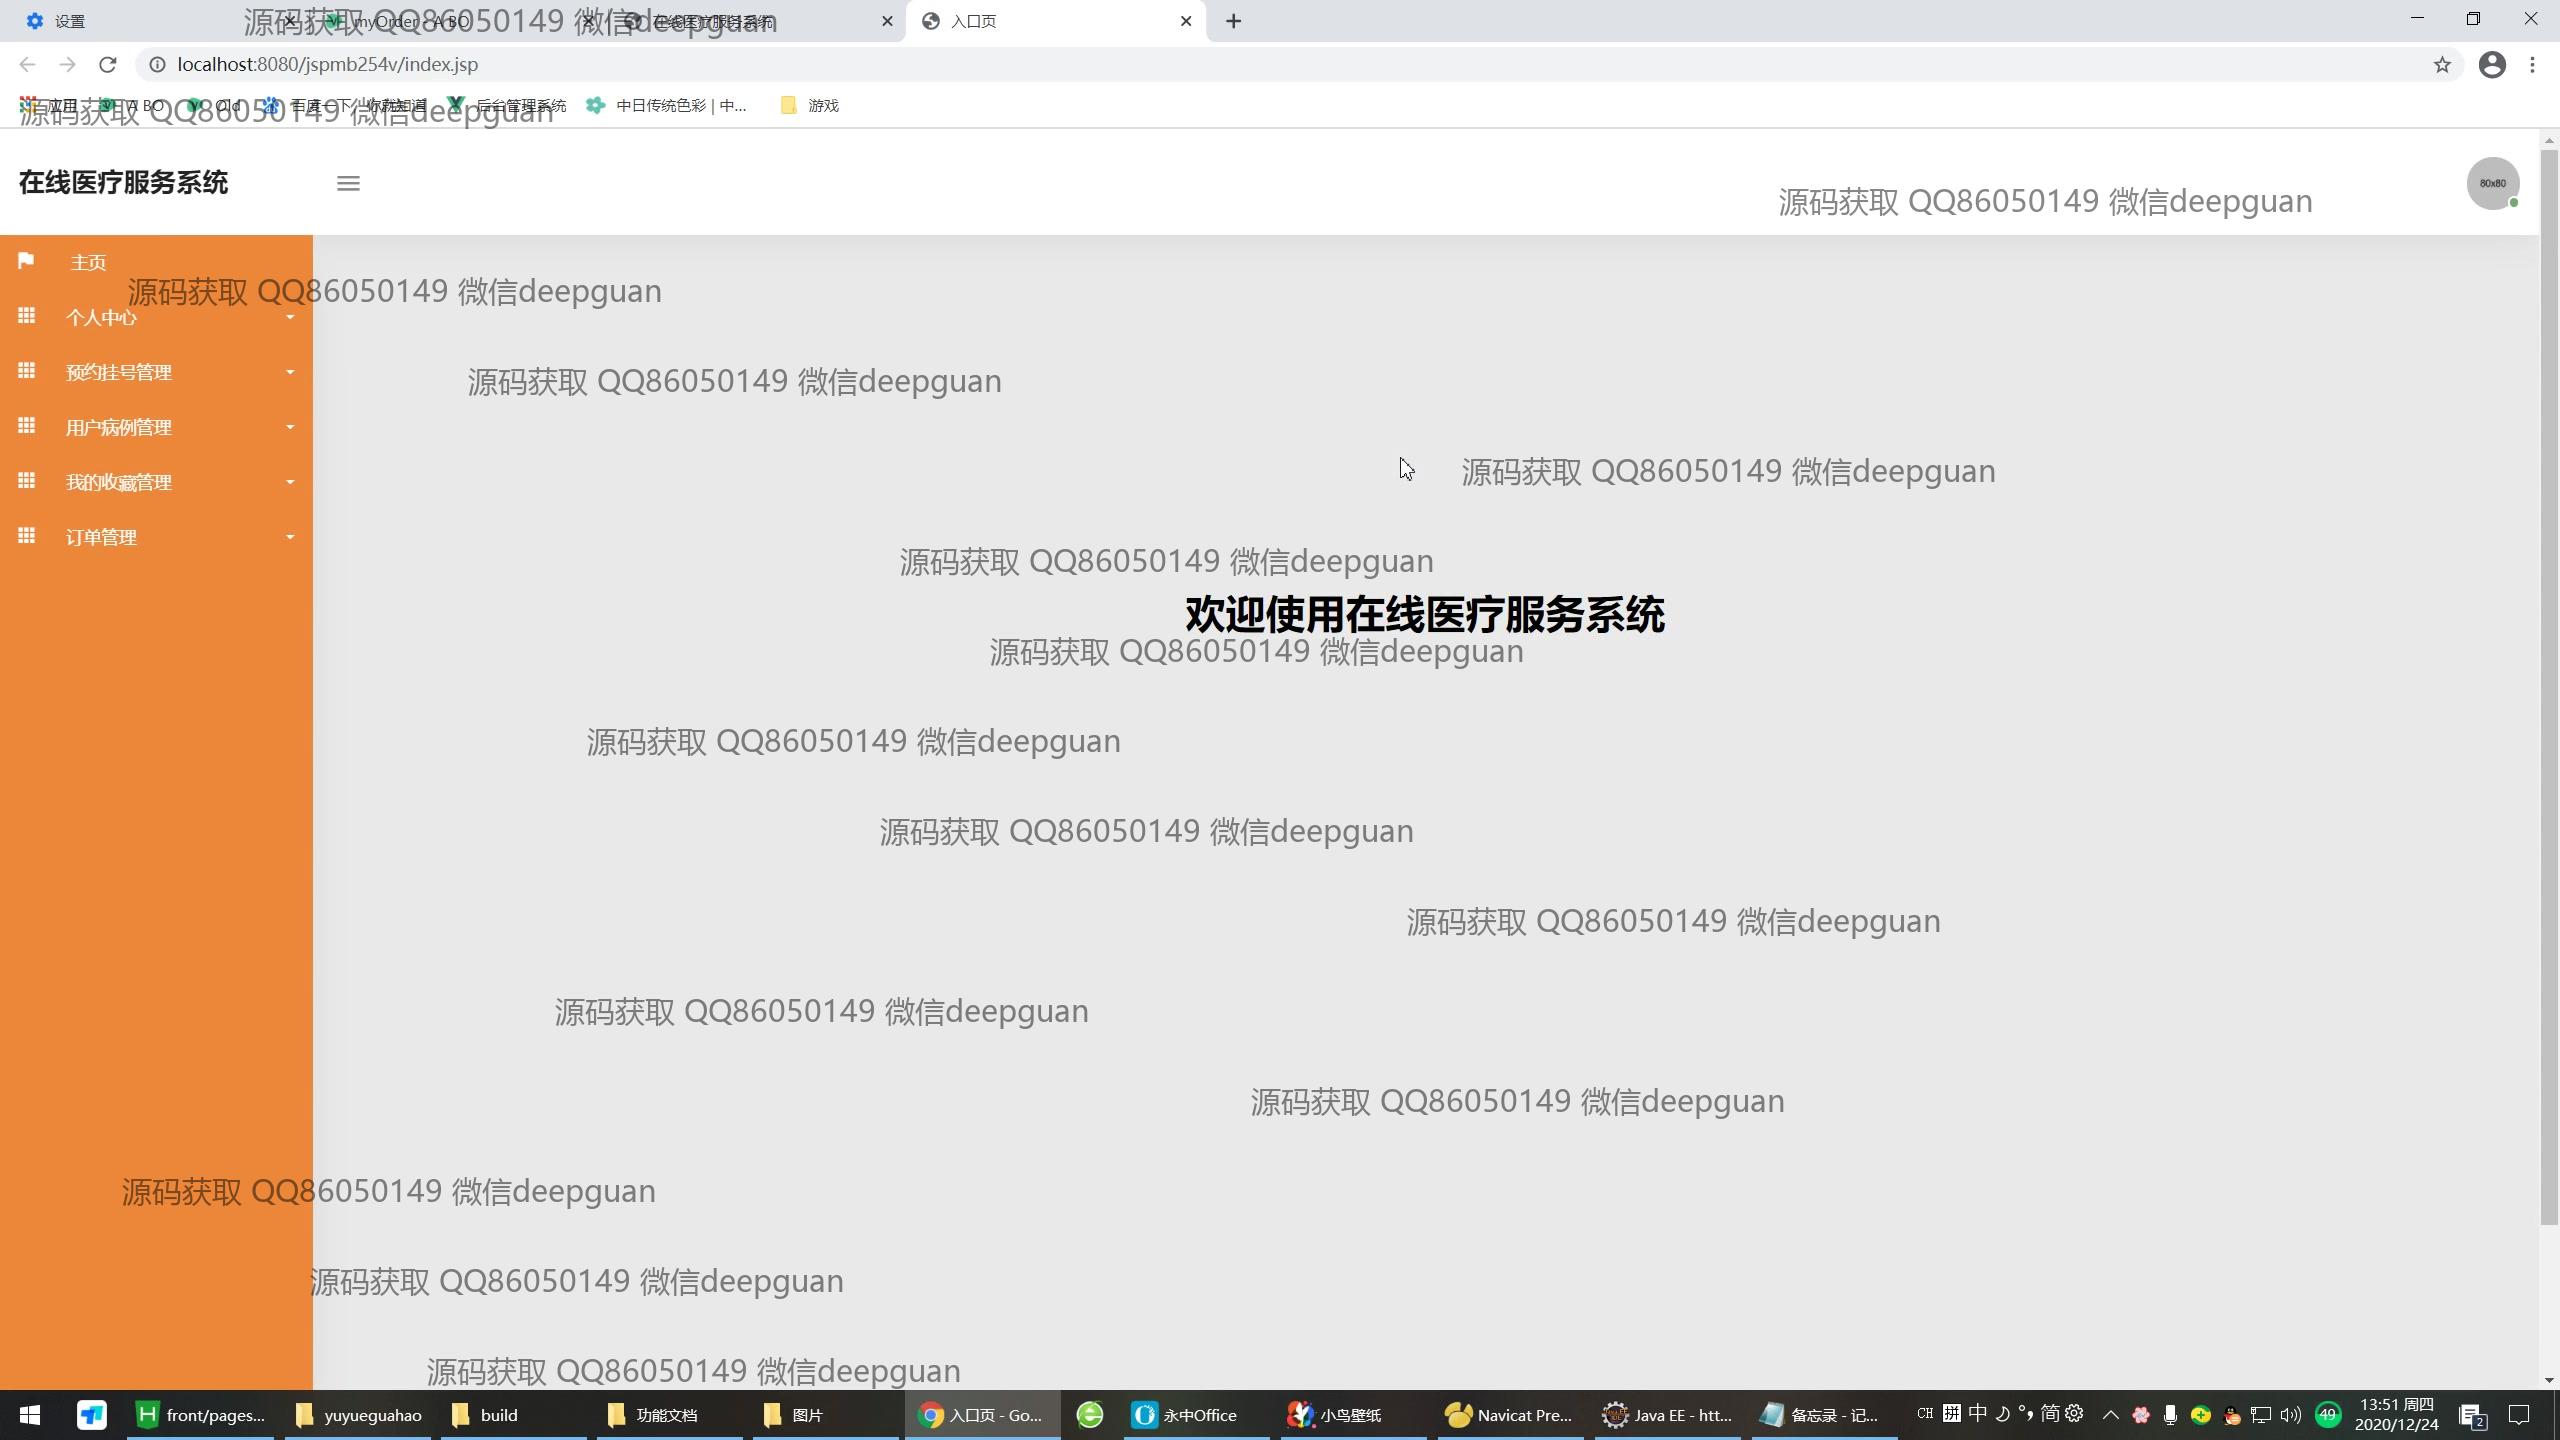 设置
myOrder - A BO
在线医疗服务系统
入口页
源码获取 QQ86050149 微信deepguan
localhost:8080/jspmb254v/index.jsp
应用
A BO
Old
百度一下，你就知道
后台管理系统
中日传统色彩 | 中...
游戏
源码获取 QQ86050149 微信deepguan
在线医疗服务系统
80x80
源码获取 QQ86050149 微信deepguan
主页
源码获取 QQ86050149 微信deepguan
个人中心
预约挂号管理
源码获取 QQ86050149 微信deepguan
用户病例管理
源码获取 QQ86050149 微信deepguan
我的收藏管理
订单管理
源码获取 QQ86050149 微信deepguan
欢迎使用在线医疗服务系统
源码获取 QQ86050149 微信deepguan
源码获取 QQ86050149 微信deepguan
源码获取 QQ86050149 微信deepguan
源码获取 QQ86050149 微信deepguan
源码获取 QQ86050149 微信deepguan
源码获取 QQ86050149 微信deepguan
源码获取 QQ86050149 微信deepguan
源码获取 QQ86050149 微信deepguan
源码获取 QQ86050149 微信deepguan
front/pages...
yuyueguahao
build
功能文档
图片
入口页 - Go...
永中Office
小鸟壁纸
Navicat Pre...
Java EE - htt...
备忘录 - 记...
CH 拼 中 简
49
13:51 周四
2020/12/24
2